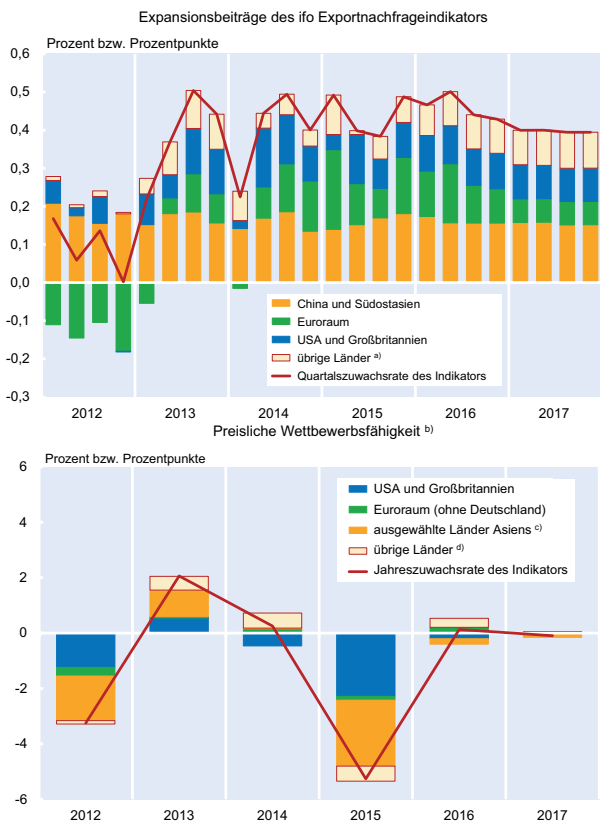 Expansionsbeiträge des ifo Exportnachfrageindikators
Prozent bzw. Prozentpunkte
0,6
0,5
0,4
0,3
0,2
0,1
0,0
-0,1
-0,2
-0,3
China und Südostasien
Euroraum
USA und Großbritannien
übrige Länder a)
Quartalszuwachsrate des Indikators
2012 2013 2014 2015 2016 2017
Preisliche Wettbewerbsfähigkeit b)
Prozent bzw. Prozentpunkte
6
4
2
0
-2
-4
-6
USA und Großbritannien
Euroraum (ohne Deutschland)
ausgewählte Länder Asiens c)
übrige Länder d)
Jahreszuwachsrate des Indikators
2012 2013 2014 2015 2016 2017